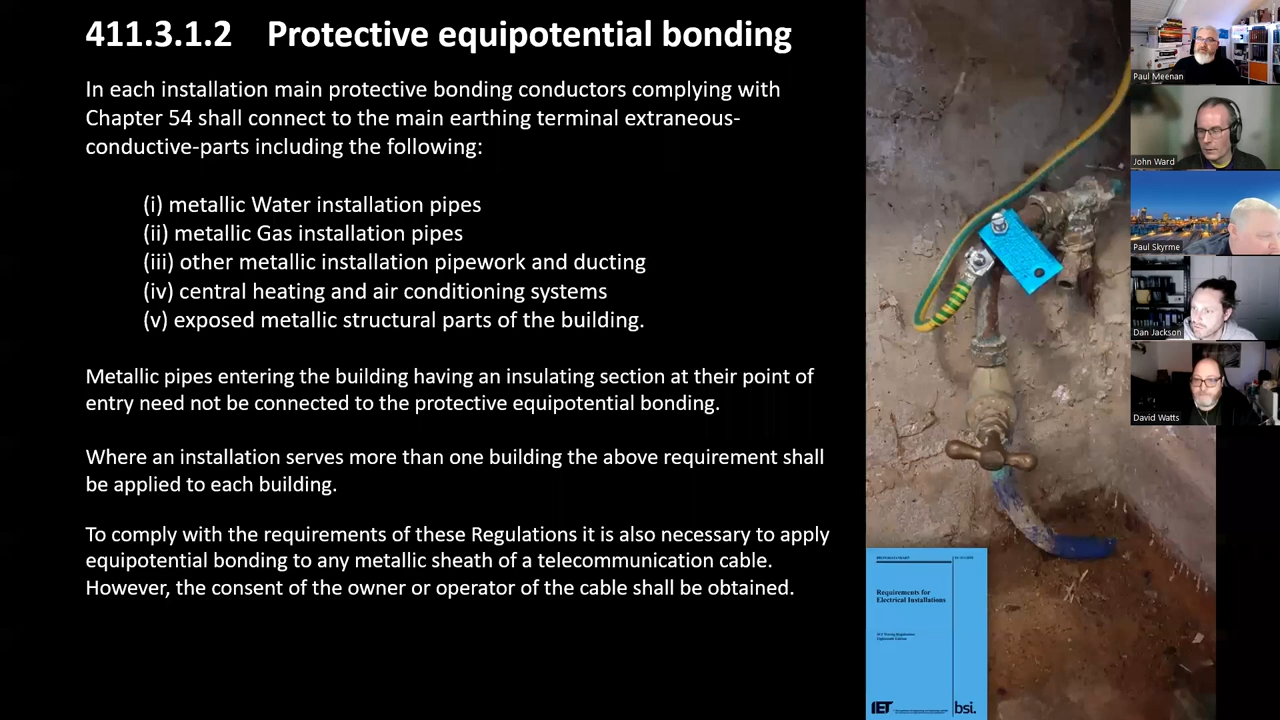 411.3.1.2 Protective equipotential bonding
In each installation main protective bonding conductors complying with
Chapter 54 shall connect to the main earthing terminal extraneous-
conductive-parts including the following:
(i) metallic Water installation pipes
(ii) metallic Gas installation pipes
(iii) other metallic installation pipework and ducting
(iv) central heating and air conditioning systems
(v) exposed metallic structural parts of the building.
Metallic pipes entering the building having an insulating section at their point of
entry need not be connected to the protective equipotential bonding.
Where an installation serves more than one building the above requirement shall
be applied to each building.
To comply with the requirements of these Regulations it is also necessary to apply
equipotential bonding to any metallic sheath of a telecommunication cable.
However, the consent of the owner or operator of the cable shall be obtained.
Requirements for
Electrical Installations
IET
bsi.
Paul Meenan
John Ward
Paul Skyrme
Dan Jackson
David Watts